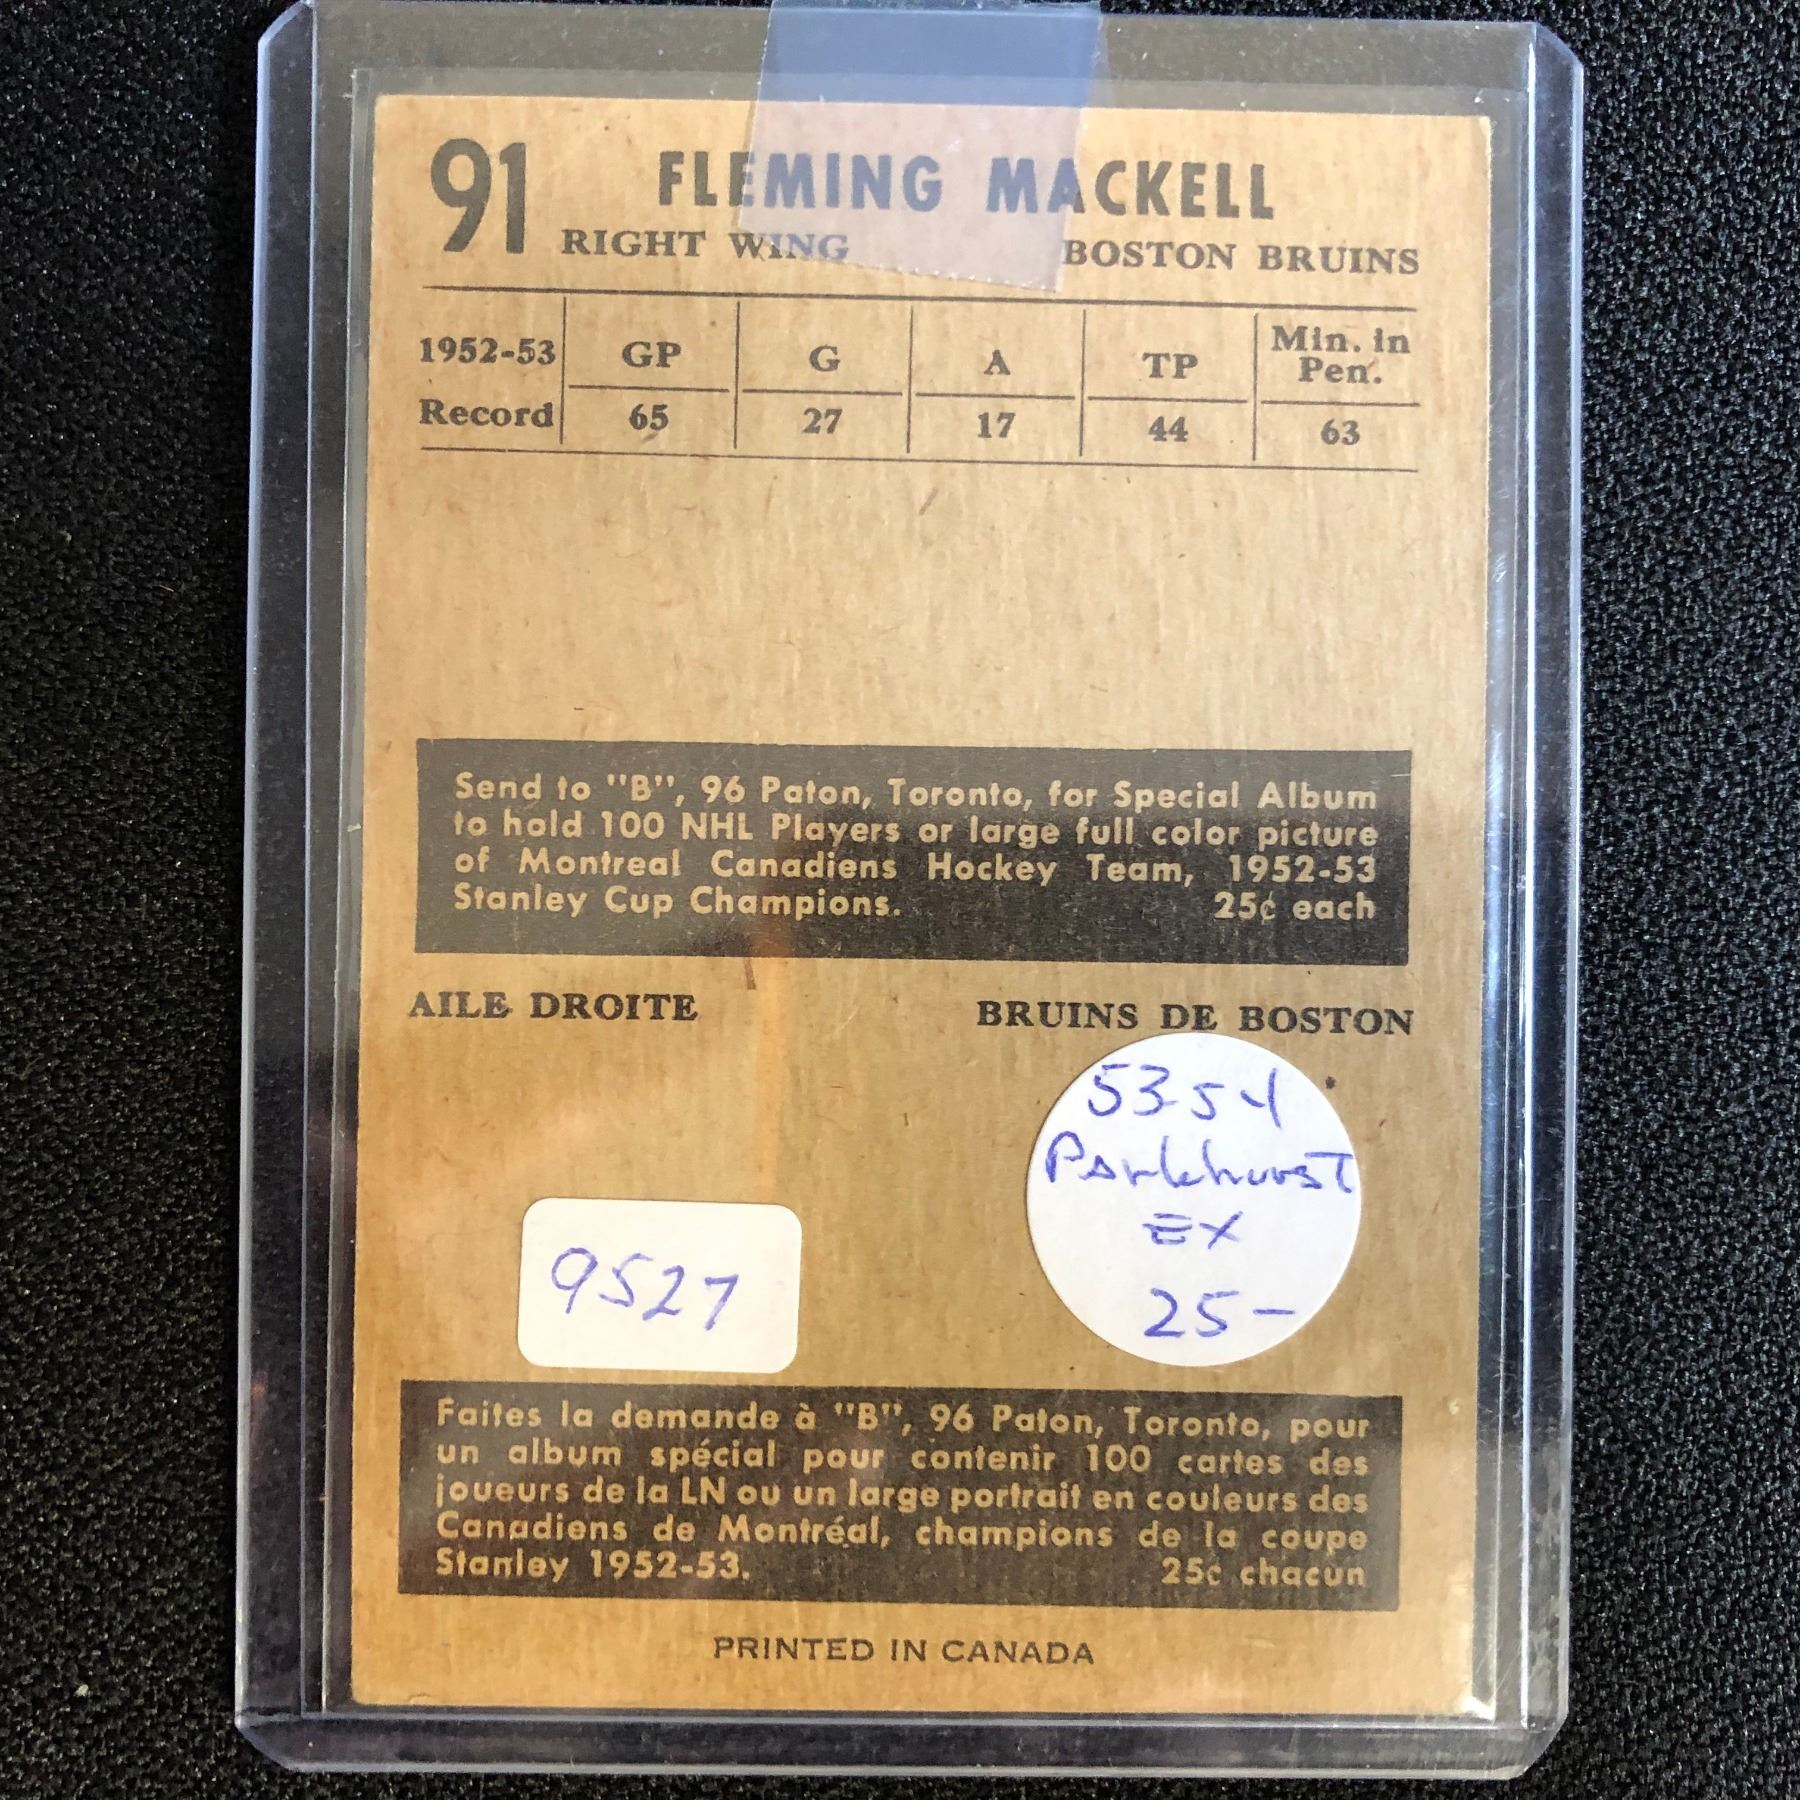 91 FLEMING MACKELL
RIGHT WING BOSTON BRUINS
1952-53 GP G A TP Min. in Pen.
Record 65 27 17 44 63
Send to "B", 96 Paton, Toronto, for Special Album
to hold 100 NHL Players or large full color picture
of Montreal Canadiens Hockey Team, 1952-53
Stanley Cup Champions. 25¢ each
AILE DROITE BRUINS DE BOSTON
53-54
Parkhurst
EX
25-
9527
Faites la demande à "B", 96 Paton, Toronto, pour
un album spécial pour contenir 100 cartes des
joueurs de la LN ou un large portrait en couleurs des
Canadiens de Montréal, champions de la coupe
Stanley 1952-53. 25¢ chacun
PRINTED IN CANADA